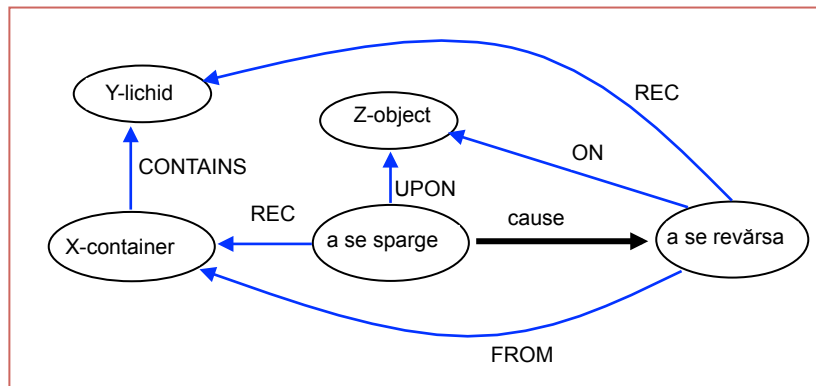 Y-lichid
REC
Z-object
ON
CONTAINS
UPON
REC
cause
X-container
a se sparge
a se revărsa
FROM